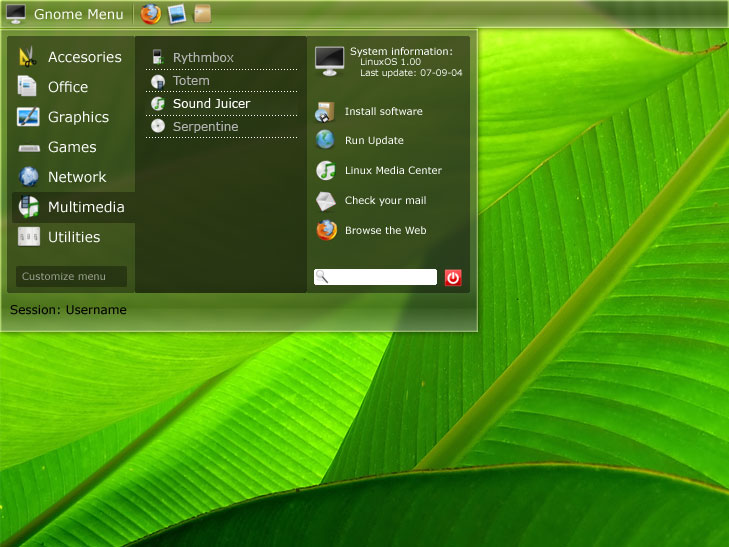 Gnome Menu
Accesories
Office
Graphics
Games
Network
Multimedia
Utilities
Customize menu
Rythmbox
Totem
Sound Juicer
Serpentine
System information:
LinuxOS 1.00
Last update: 07-09-04
Install software
Run Update
Linux Media Center
Check your mail
Browse the Web
Session: Username